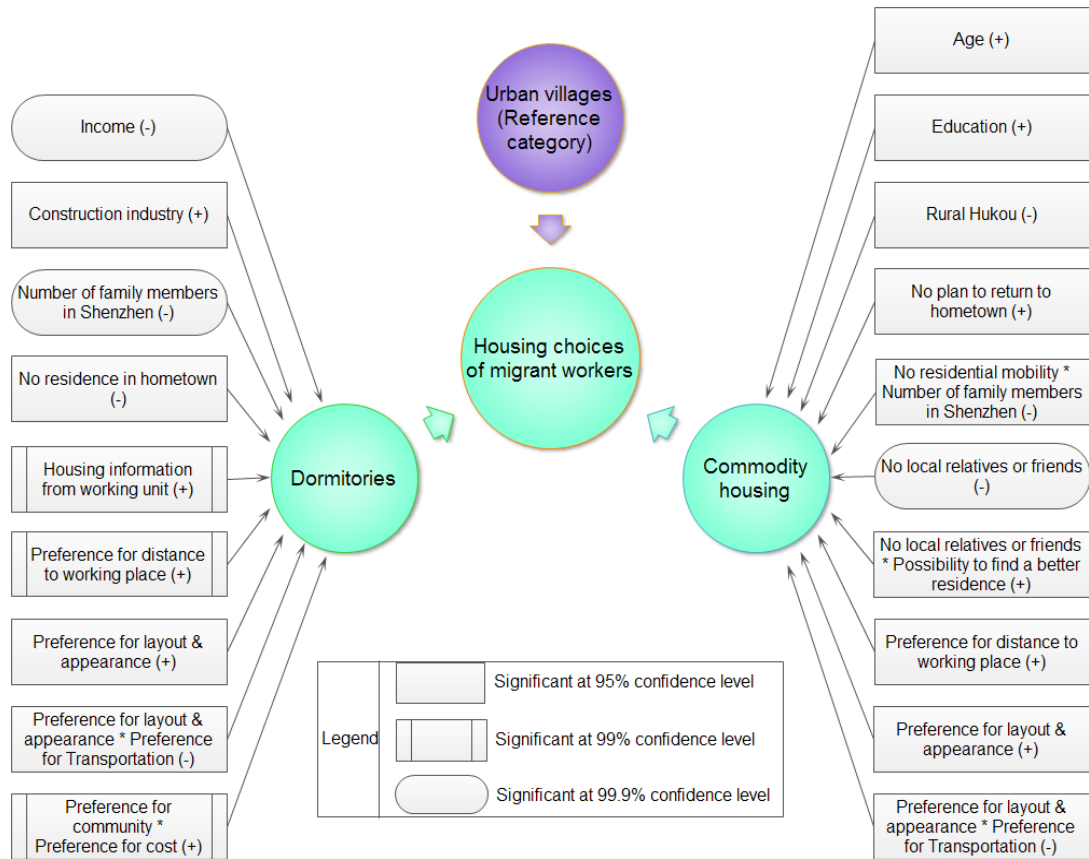 Urban villages
(Reference
category)
Income (-)
Construction industry (+)
Number of family members
in Shenzhen (-)
No residence in hometown
(-)
Housing information
from working unit (+)
Preference for distance
to working place (+)
Preference for layout &
appearance (+)
Preference for layout &
appearance * Preference
for Transportation (-)
Preference for
community *
Preference for cost (+)
Dormitories
Housing choices
of migrant workers
Commodity
housing
Age (+)
Education (+)
Rural Hukou (-)
No plan to return to
hometown (+)
No residential mobility *
Number of family members
in Shenzhen (-)
No local relatives or friends
(-)
No local relatives or friends
* Possibility to find a better
residence (+)
Preference for distance to
working place (+)
Preference for layout &
appearance (+)
Preference for layout &
appearance * Preference
for Transportation (-)
Legend
Significant at 95% confidence level
Significant at 99% confidence level
Significant at 99.9% confidence level